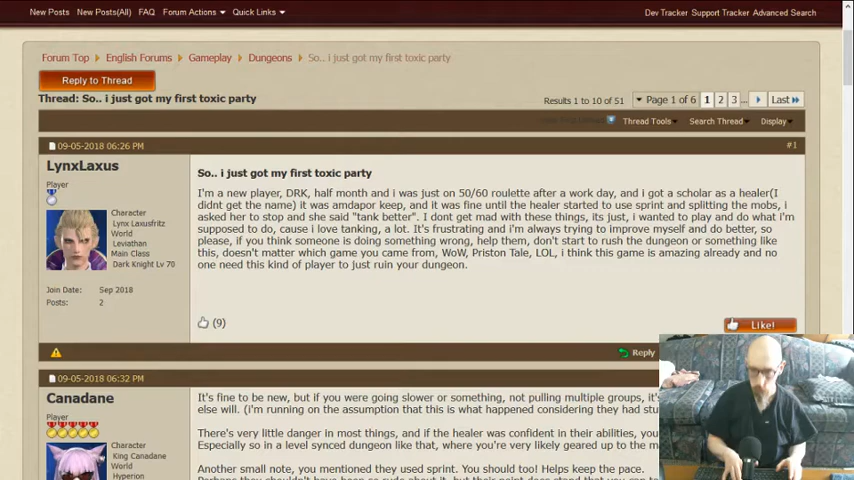 New Posts New Posts(All) FAQ Forum Actions Quick Links Dev Tracker Support Tracker Advanced Search
Forum Top English Forums Gameplay Dungeons So.. i just got my first toxic party
Reply to Thread
Thread: So.. i just got my first toxic party
Results 1 to 10 of 51 Page 1 of 6 1 2 3 ... Last
Thread Tools Search Thread Display
09-05-2018 06:26 PM #1
LynxLaxus
Player
Character
Lynx Laxusfritz
World
Leviathan
Main Class
Dark Knight Lv 70
Join Date: Sep 2018
Posts: 2
So.. i just got my first toxic party
I'm a new player, DRK, half month and i was just on 50/60 roulette after a work day, and i got a scholar as a healer(I
didnt get the name) it was amdapor keep, and it was fine until the healer started to use sprint and splitting the mobs, i
asked her to stop and she said "tank better". I dont get mad with these things, its just, i wanted to play and do what i'm
supposed to do, cause i love tanking, a lot. It's frustrating and i'm always trying to improve myself and do better, so
please, if you think someone is doing something wrong, help them, don't start to rush the dungeon or something like
this, doesn't matter which game you came from, WoW, Priston Tale, LOL, i think this game is amazing already and no
one need this kind of player to just ruin your dungeon.
(9)
Like!
Reply
09-05-2018 06:32 PM
Canadane
Player
Character
King Canadane
World
Hyperion
It's fine to be new, but if you were going slower or something, not pulling multiple groups, it's
else will. (i'm running on the assumption that this is what happened considering they had
There's very little danger in most things, and if the healer was confident in their abilities, you
Especially so in a level synced dungeon like that, where you're very likely geared up to the
Another small note, you mentioned they used sprint. You should too! Helps keep the pace.